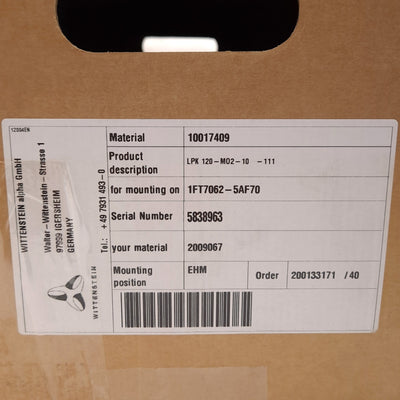 1Z004EN
WITTENSTEIN alpha GmbH
Walter-Wittenstein-Strasse 1
97999 IGERSHEIM
GERMANY
Tel.: +49 7931 493-0
WITTENSTEIN
Material 10017409
Product description LPK 120-MO2-10 -111
for mounting on 1FT7062-5AF70
Serial Number 5838963
your material 2009067
Mounting position EHM Order 200133171 /40